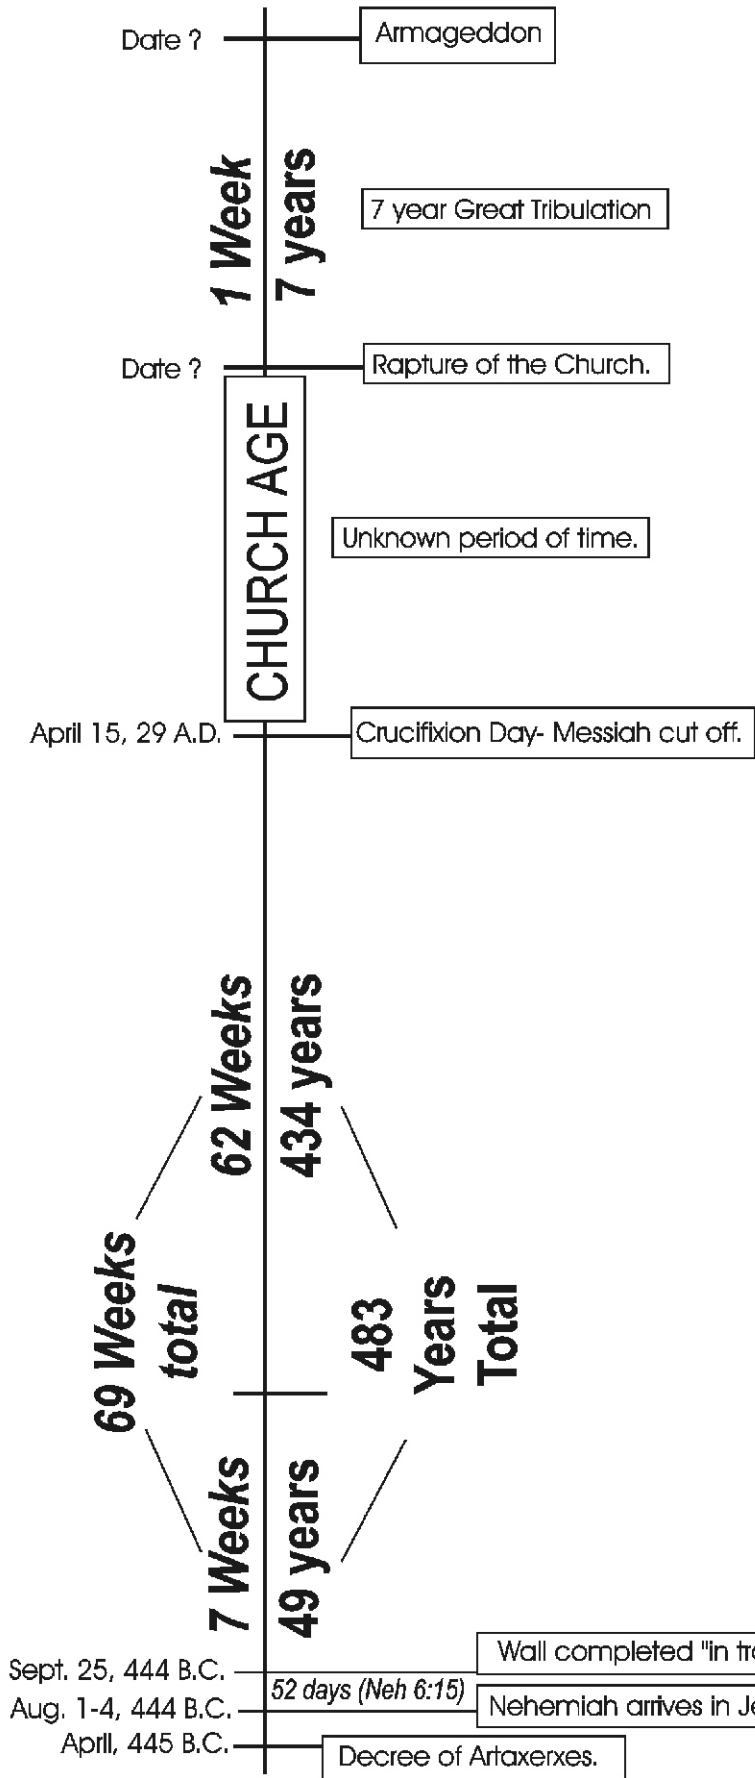 Date ?
Armageddon
1 Week
7 years
7 year Great Tribulation
Date ?
Rapture of the Church.
CHURCH AGE
Unknown period of time.
April 15, 29 A.D.
Crucifixion Day- Messiah cut off.
62 Weeks
434 years
69 Weeks
total
483
Years
Total
7 Weeks
49 years
Sept. 25, 444 B.C.
Wall completed "in
52 days (Neh 6:15)
Aug. 1-4, 444 B.C.
Nehemiah arrives in
April, 445 B.C.
Decree of Artaxerxes.